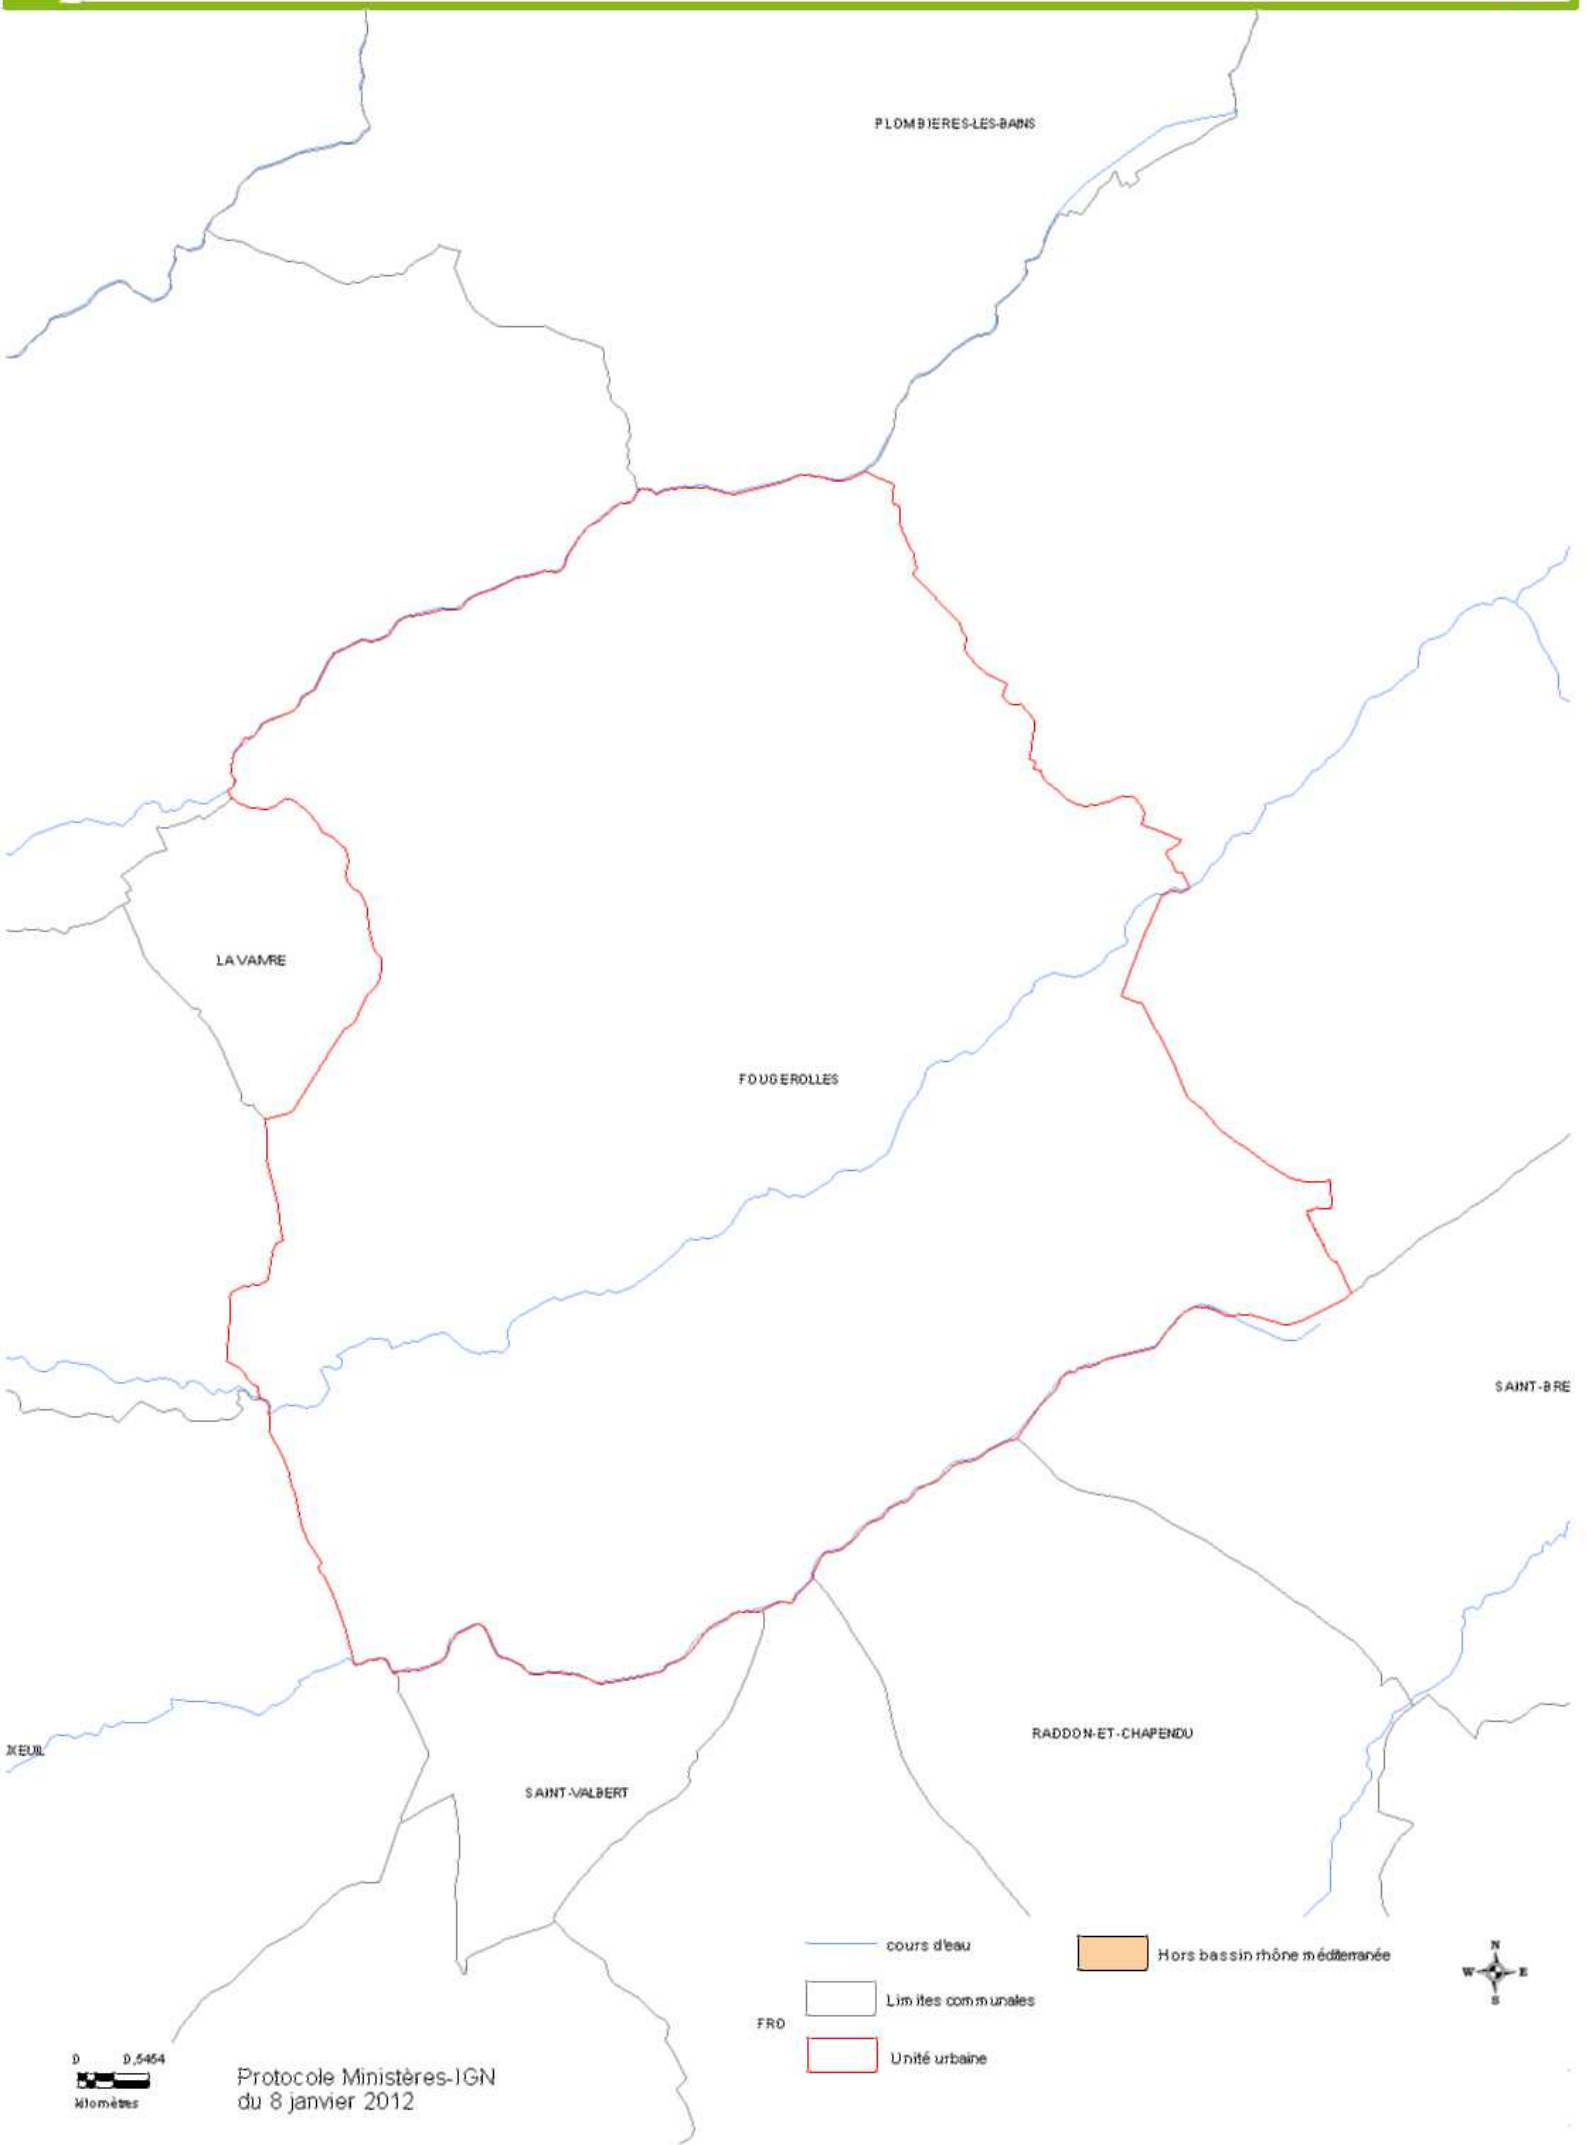 PLOMBIERES-LES-BAINS
LA VAIVRE
FOUGEROLLES
SAINT-BRE
RADDON-ET-CHAPENDU
XEUIL
SAINT-VALBERT
cours d'eau
Hors bassin rhône méditerranée
N
W E
S
Limites communales
FRO
Unité urbaine
0 0,5454
kilomètres
Protocole Ministères-IGN
du 8 janvier 2012